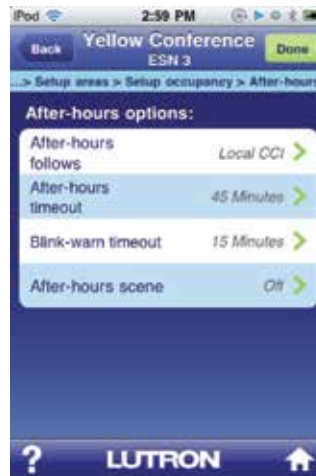 iPod 2:59 PM
Back Yellow Conference Done
ESN 3
...> Setup areas > Setup occupancy > After-hours
After-hours options:
After-hours
follows
Local CCI
After-hours
timeout
45 Minutes
Blink-warn timeout 15 Minutes
After-hours scene Off
? LUTRON